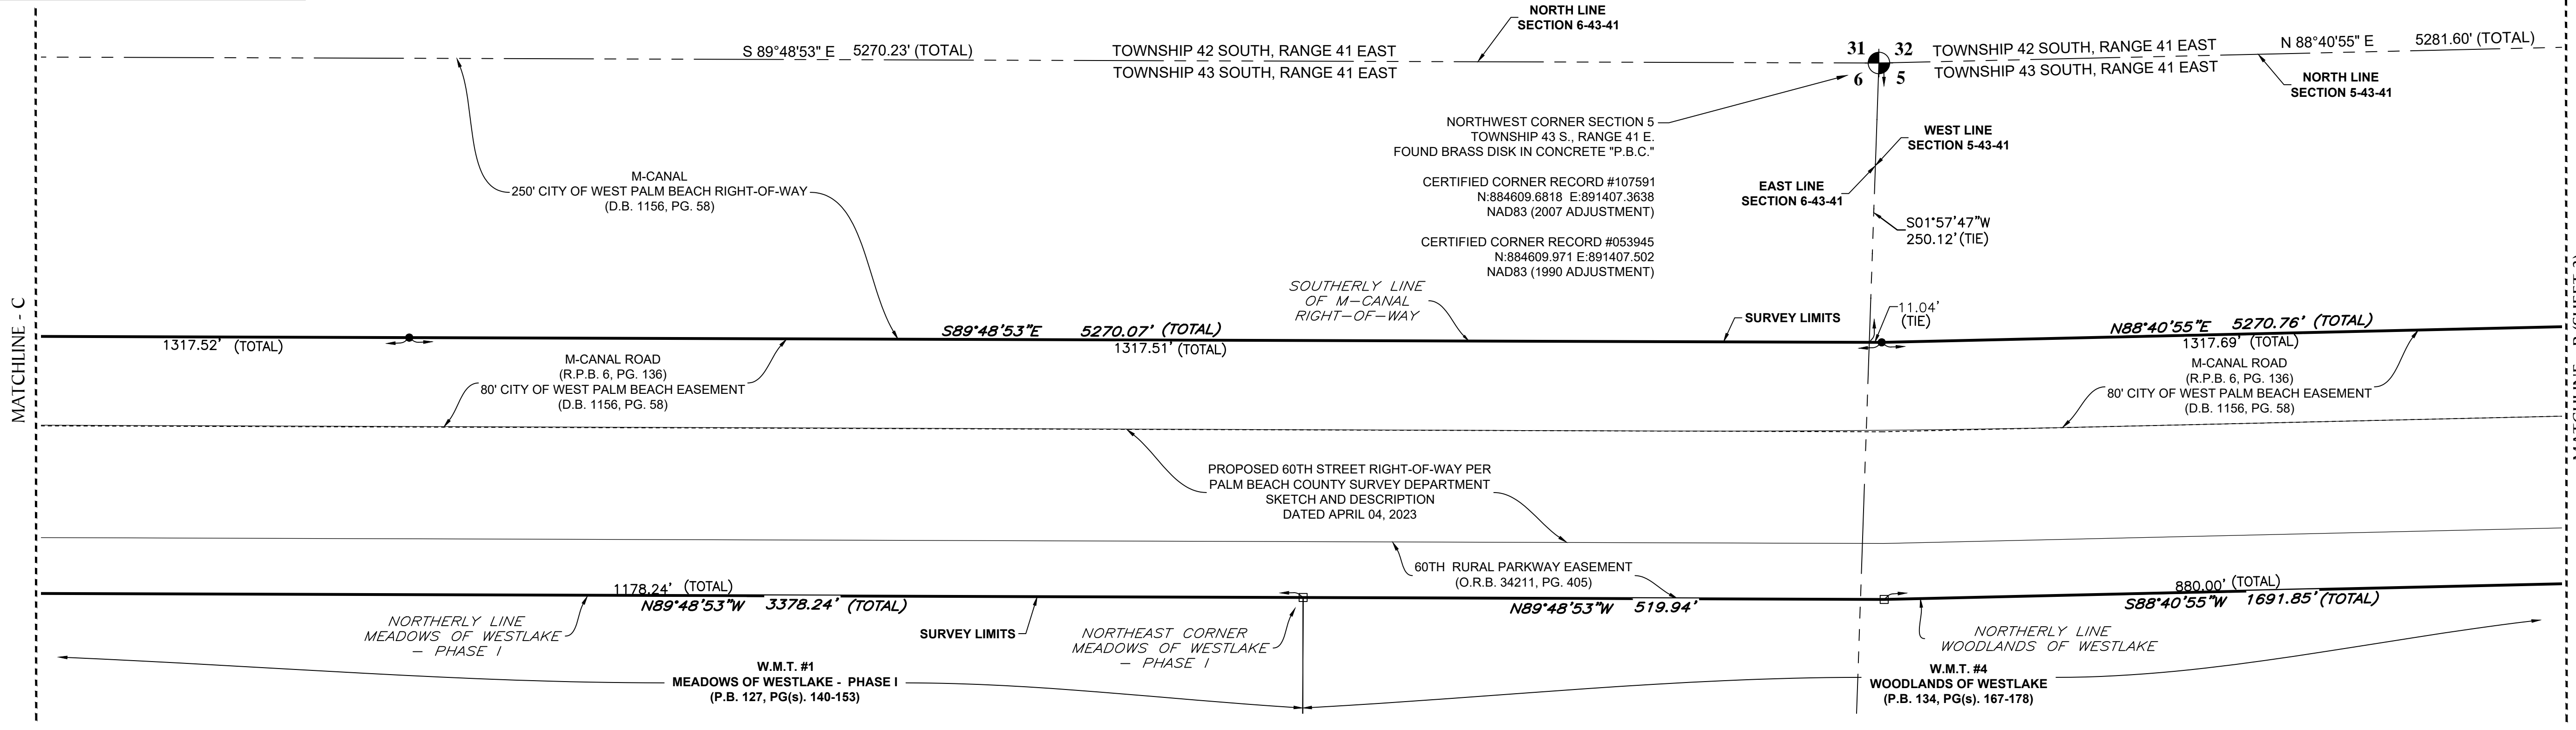 NORTH LINE
SECTION 6-43-41
S 89°48'53" E 5270.23' (TOTAL)
TOWNSHIP 42 SOUTH, RANGE 41 EAST
TOWNSHIP 43 SOUTH, RANGE 41 EAST
31 32
6 5
TOWNSHIP 42 SOUTH, RANGE 41 EAST
TOWNSHIP 43 SOUTH, RANGE 41 EAST
N 88°40'55" E 5281.60' (TOTAL)
NORTH LINE
SECTION 5-43-41
NORTHWEST CORNER SECTION 5
TOWNSHIP 43 S., RANGE 41 E.
FOUND BRASS DISK IN CONCRETE "P.B.C."
CERTIFIED CORNER RECORD #107591
N:884609.6818 E:891407.3638
NAD83 (2007 ADJUSTMENT)
CERTIFIED CORNER RECORD #053945
N:884609.971 E:891407.502
NAD83 (1990 ADJUSTMENT)
WEST LINE
SECTION 5-43-41
EAST LINE
SECTION 6-43-41
S01°57'47"W
250.12' (TIE)
M-CANAL
250' CITY OF WEST PALM BEACH RIGHT-OF-WAY
(D.B. 1156, PG. 58)
MATCHLINE - C
SOUTHERLY LINE
OF M-CANAL
RIGHT-OF-WAY
SURVEY LIMITS
11.04'
(TIE)
1317.52' (TOTAL)
S89°48'53"E 5270.07' (TOTAL)
1317.51' (TOTAL)
N88°40'55"E 5270.76' (TOTAL)
1317.69' (TOTAL)
M-CANAL ROAD
(R.P.B. 6, PG. 136)
80' CITY OF WEST PALM BEACH EASEMENT
(D.B. 1156, PG. 58)
M-CANAL ROAD
(R.P.B. 6, PG. 136)
80' CITY OF WEST PALM BEACH EASEMENT
(D.B. 1156, PG. 58)
PROPOSED 60TH STREET RIGHT-OF-WAY PER
PALM BEACH COUNTY SURVEY DEPARTMENT
SKETCH AND DESCRIPTION
DATED APRIL 04, 2023
60TH RURAL PARKWAY EASEMENT
(O.R.B. 34211, PG. 405)
1178.24' (TOTAL)
N89°48'53"W 3378.24' (TOTAL)
N89°48'53"W 519.94'
880.00' (TOTAL)
S88°40'55"W 1691.85' (TOTAL)
NORTHERLY LINE
MEADOWS OF WESTLAKE
- PHASE I
SURVEY LIMITS
NORTHEAST CORNER
MEADOWS OF WESTLAKE
- PHASE I
NORTHERLY LINE
WOODLANDS OF WESTLAKE
W.M.T. #1
MEADOWS OF WESTLAKE - PHASE I
(P.B. 127, PG(s). 140-153)
W.M.T. #4
WOODLANDS OF WESTLAKE
(P.B. 134, PG(s). 167-178)